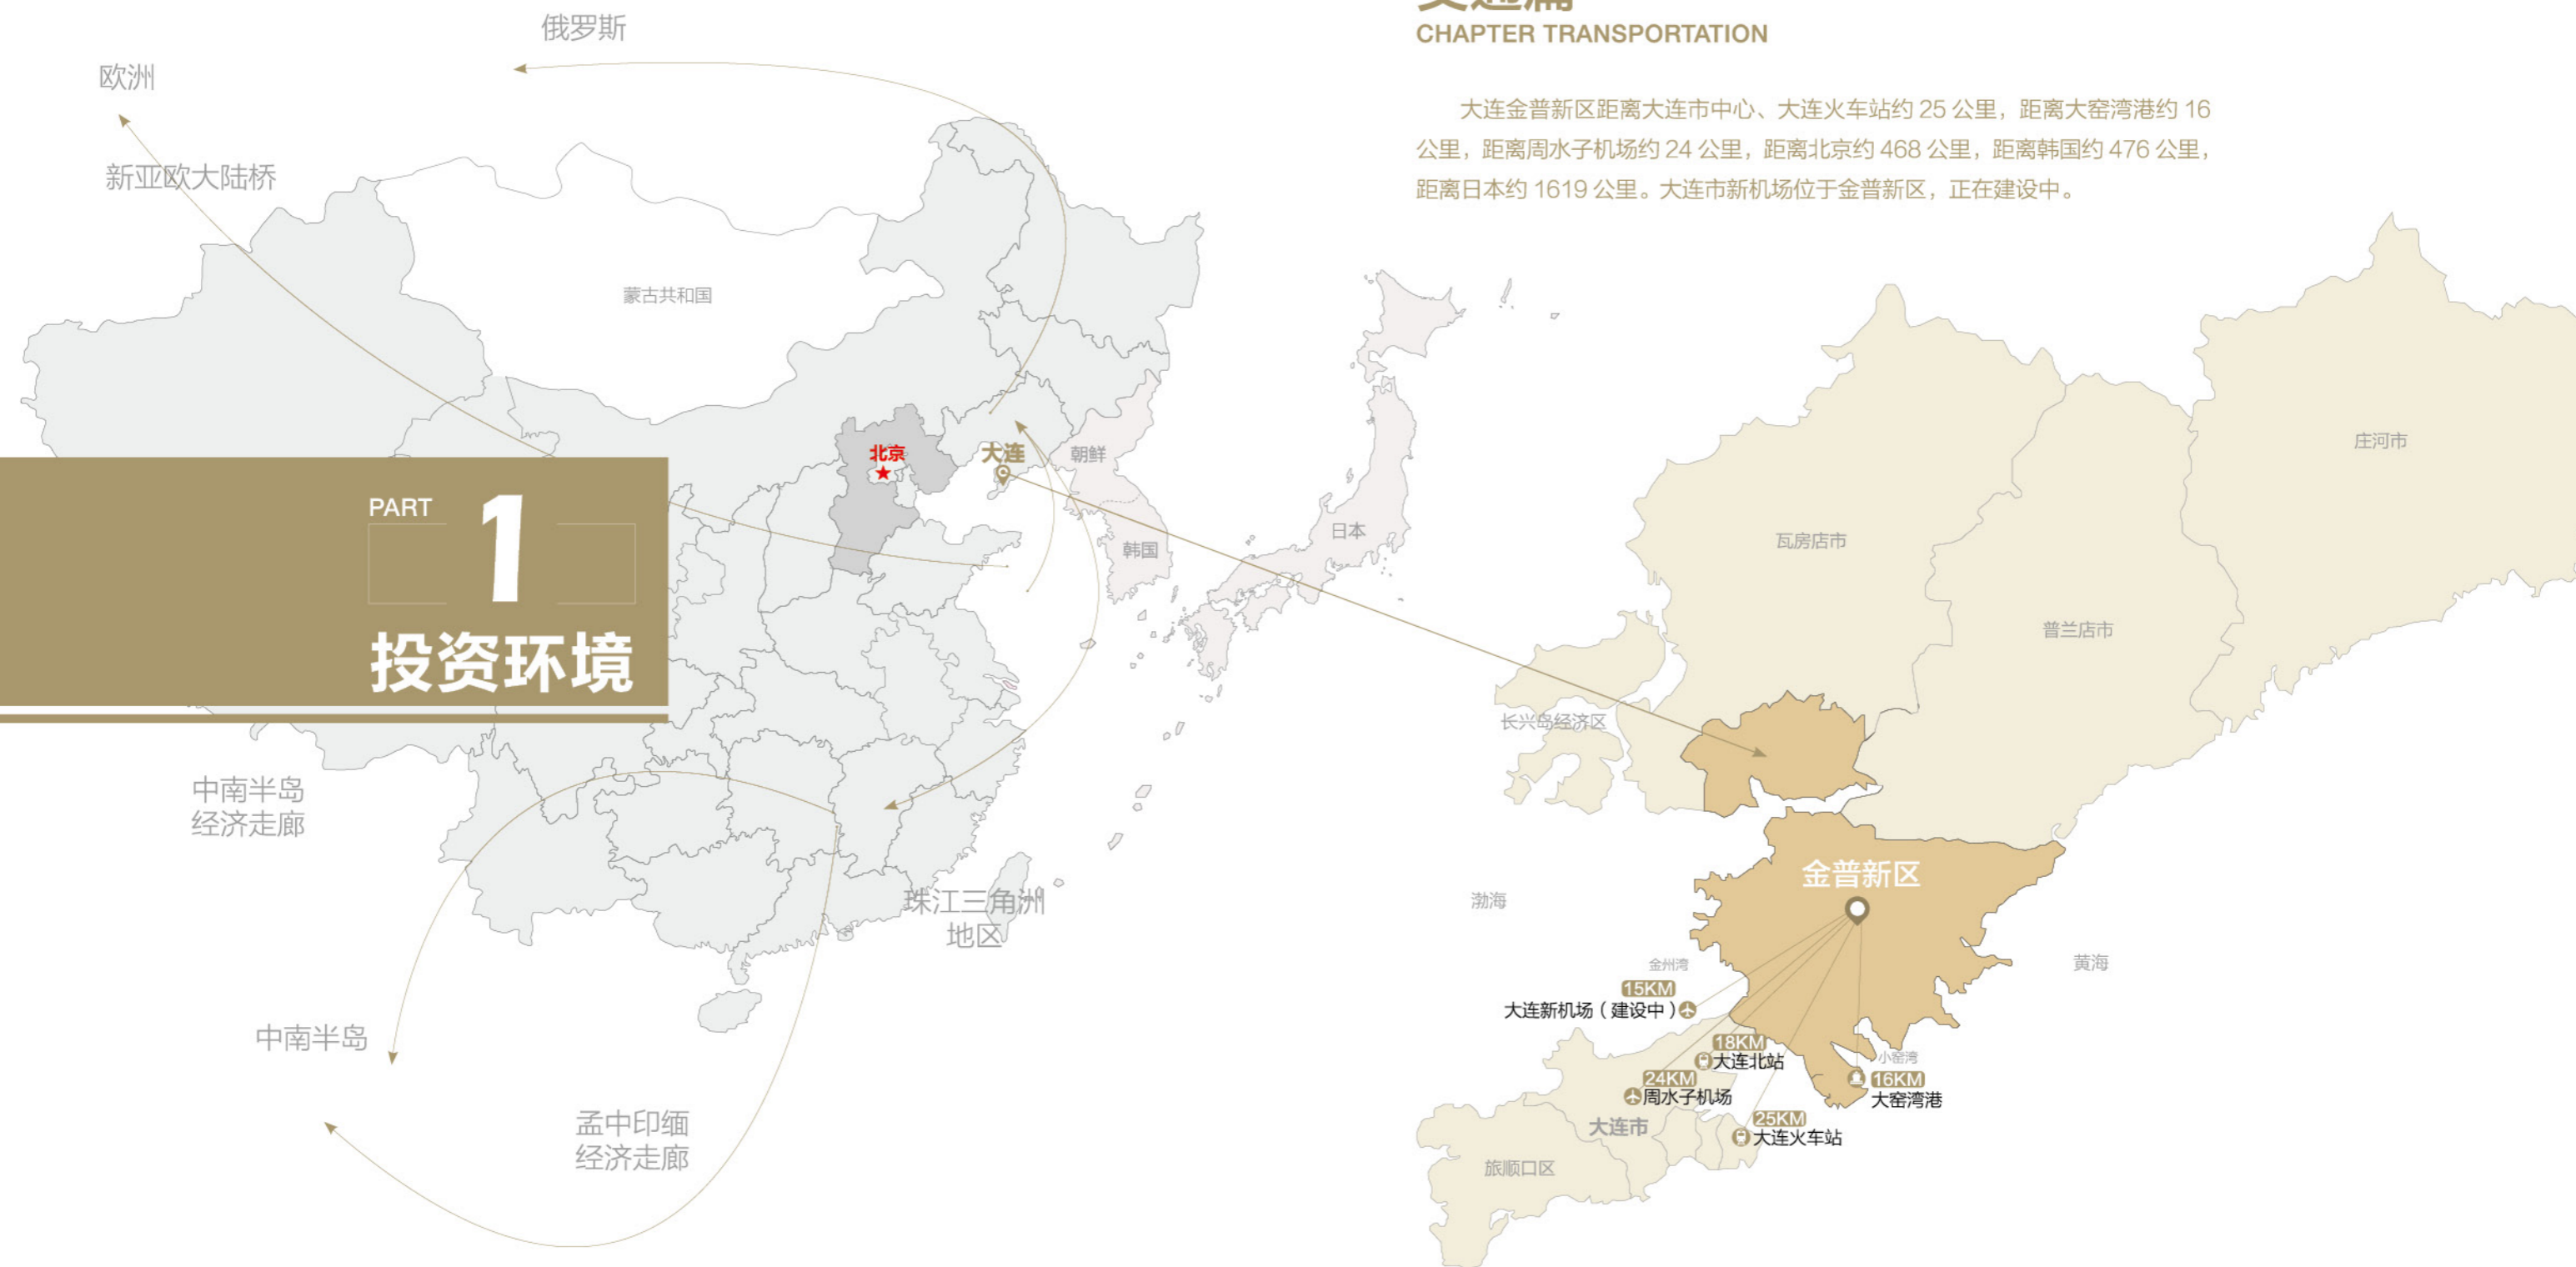 交通篇
CHAPTER TRANSPORTATION
大连金普新区距离大连市中心、大连火车站约 25 公里，距离大窑湾港约 16
公里，距离周水子机场约 24 公里，距离北京约 468 公里，距离韩国约 476 公里，
距离日本约 1619 公里。大连市新机场位于金普新区，正在建设中。
俄罗斯
欧洲
新亚欧大陆桥
蒙古共和国
北京
大连
朝鲜
韩国
日本
PART 1
投资环境
中南半岛
经济走廊
珠江三角洲
地区
中南半岛
孟中印缅
经济走廊
庄河市
瓦房店市
普兰店市
长兴岛经济区
金普新区
渤海
黄海
金州湾
15KM
大连新机场（建设中）
18KM
大连北站
24KM
周水子机场
小窑湾
16KM
大窑湾港
25KM
大连火车站
大连市
旅顺口区